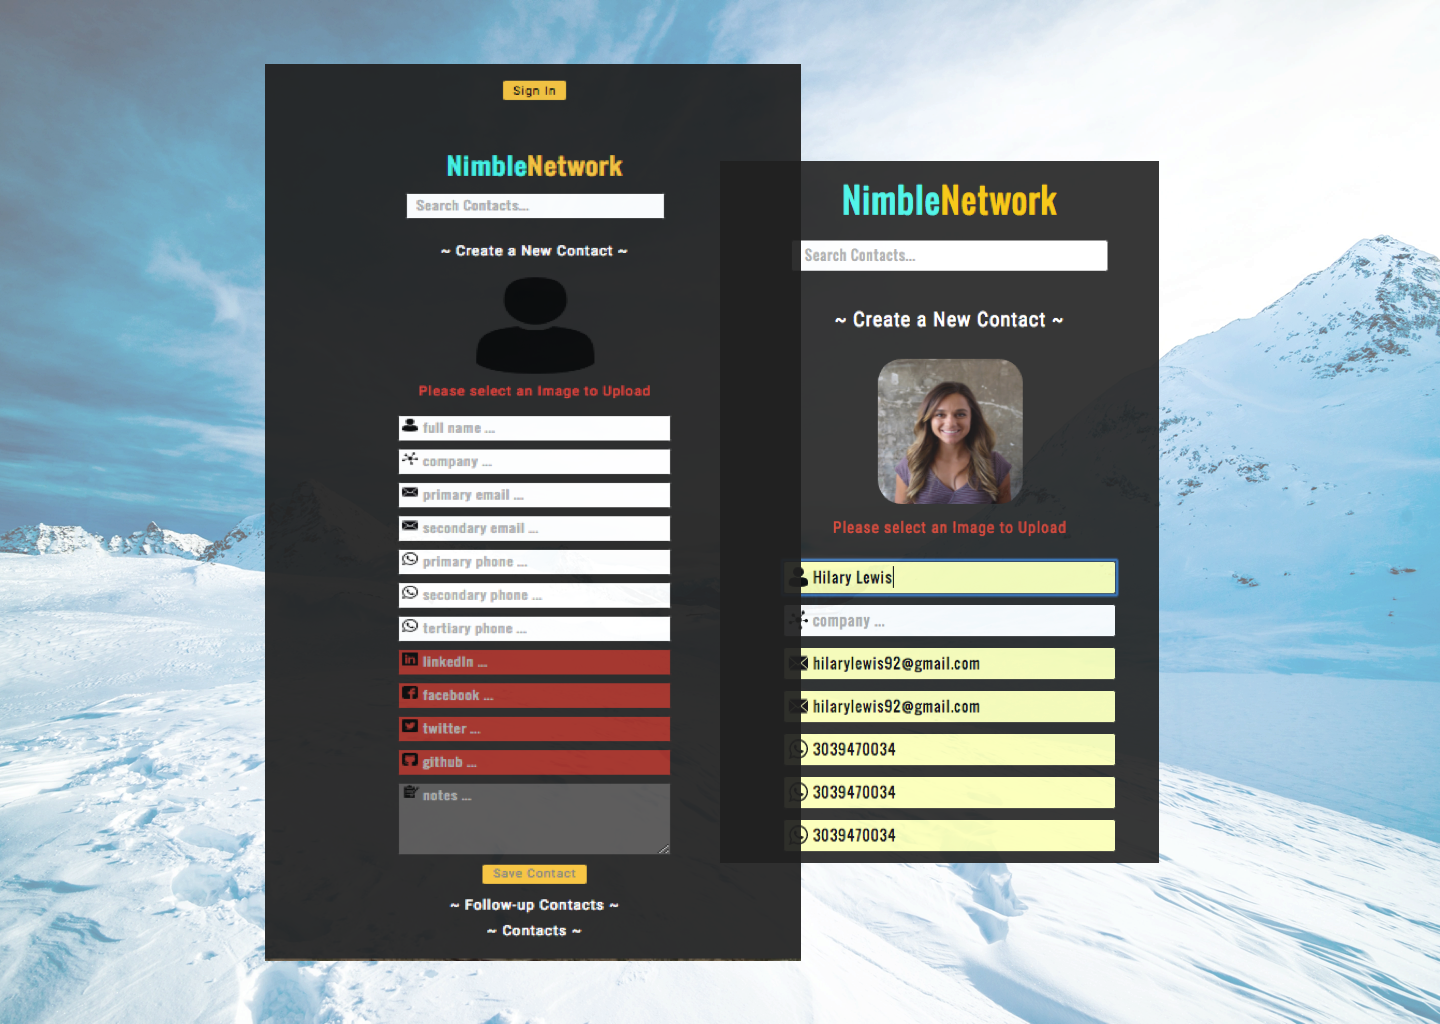 Sign In
NimbleNetwork
Search Contacts...
~ Create a New Contact ~
Please select an Image to Upload
full name ...
company ...
primary email ...
secondary email ...
primary phone ...
secondary phone ...
tertiary phone ...
linkedIn ...
facebook ...
twitter ...
github ...
notes ...
Save Contact
~ Follow-up Contacts ~
~ Contacts ~
NimbleNetwork
Search Contacts...
~ Create a New Contact ~
Please select an Image to Upload
Hilary Lewis
company ...
hilarylewis92@gmail.com
hilarylewis92@gmail.com
3039470034
3039470034
3039470034